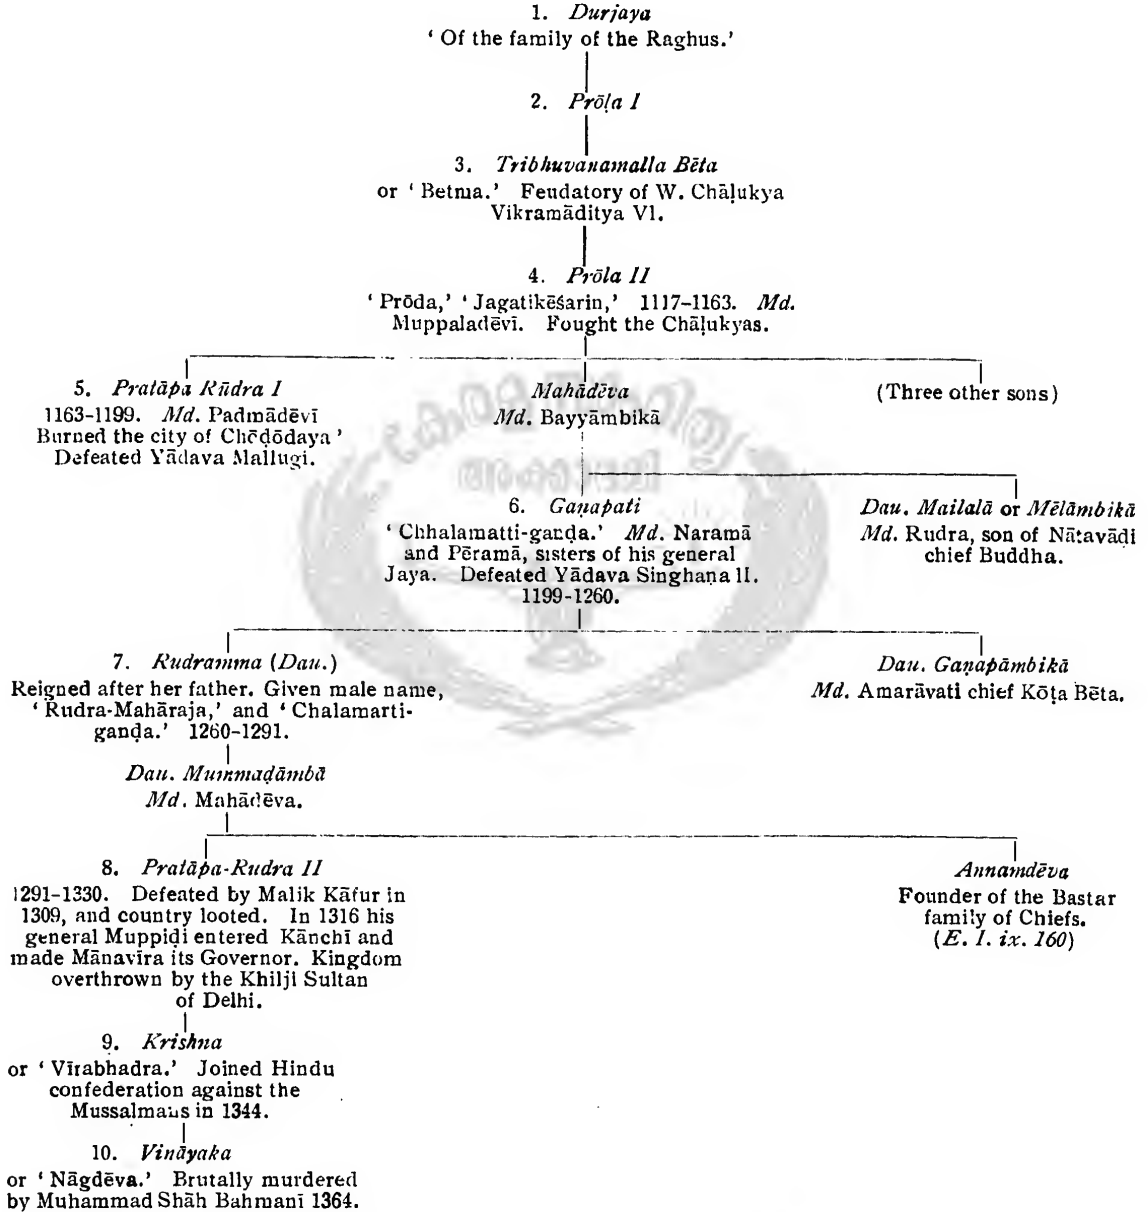 1. Durjaya
‘ Of the family of the Raghus.’
2. Prōḷa I
3. Tribhuvanamalla Bēta
or ‘ Betma.’ Feudatory of W. Chāḷukya
Vikramāditya VI.
4. Prōla II
‘ Prōda,’ ‘ Jagatikēśarin,’ 1117–1163. Md.
Muppaladēvī. Fought the Chāḷukyas.
5. Pratāpa Rūdra I
1163-1199. Md. Padmādēvī
Burned the city of Chēḍōdaya ’
Defeated Yādava Mallugi.
Mahādēva
Md. Bayyāmbikā
(Three other sons)
6. Gaṇapati
‘ Chhalamatti-gaṇḍa.’ Md. Naramā
and Pēramā, sisters of his general
Jaya. Defeated Yādava Singhaṇa II.
1199-1260.
Dau. Mailalā or Mēlāmbikā
Md. Rudra, son of Nātavāḍi
chief Buddha.
7. Rudramma (Dau.)
Reigned after her father. Given male name,
‘ Rudra-Mahāraja,’ and ‘ Chalamarti-
gaṇḍa.’ 1260-1291.
Dau. Gaṇapāmbikā
Md. Amarāvati chief Kōṭa Bēta.
Dau. Mummaḍāmbā
Md. Mahādēva.
8. Pratāpa-Rudra II
1291-1330. Defeated by Malik Kāfur in
1309, and country looted. In 1316 his
general Muppiḍi entered Kānchī and
made Mānavira its Governor. Kingdom
overthrown by the Khilji Sultan
of Delhi.
Annamdēva
Founder of the Bastar
family of Chiefs.
(E. I. ix. 160)
9. Krishna
or ‘ Vīrabhadra.’ Joined Hindu
confederation against the
Mussalmans in 1344.
10. Vināyaka
or ‘ Nāgdēva.’ Brutally murdered
by Muhammad Shāh Bahmanī 1364.